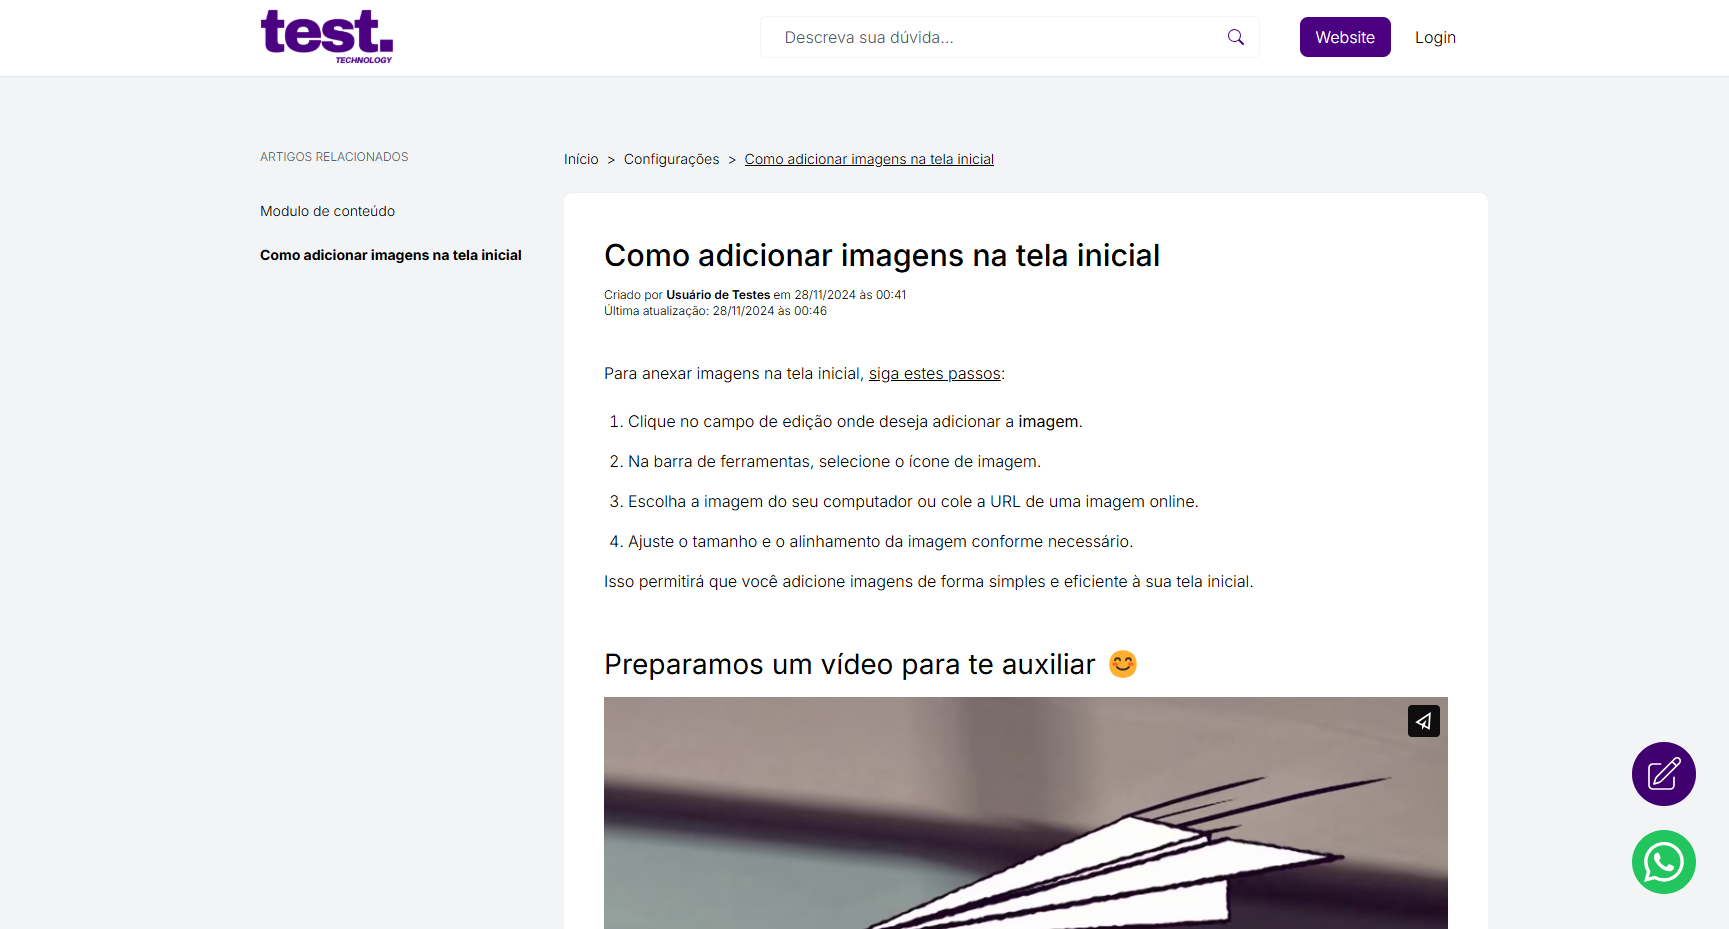 test.
TECHNOLOGY
Descreva sua dúvida...
Website
Login
ARTIGOS RELACIONADOS
Modulo de conteúdo
Como adicionar imagens na tela inicial
Início > Configurações > Como adicionar imagens na tela inicial
Como adicionar imagens na tela inicial
Criado por Usuário de Testes em 28/11/2024 às 00:41
Última atualização: 28/11/2024 às 00:46
Para anexar imagens na tela inicial, siga estes passos:
1. Clique no campo de edição onde deseja adicionar a imagem.
2. Na barra de ferramentas, selecione o ícone de imagem.
3. Escolha a imagem do seu computador ou cole a URL de uma imagem online.
4. Ajuste o tamanho e o alinhamento da imagem conforme necessário.
Isso permitirá que você adicione imagens de forma simples e eficiente à sua tela inicial.
Preparamos um vídeo para te auxiliar 😊